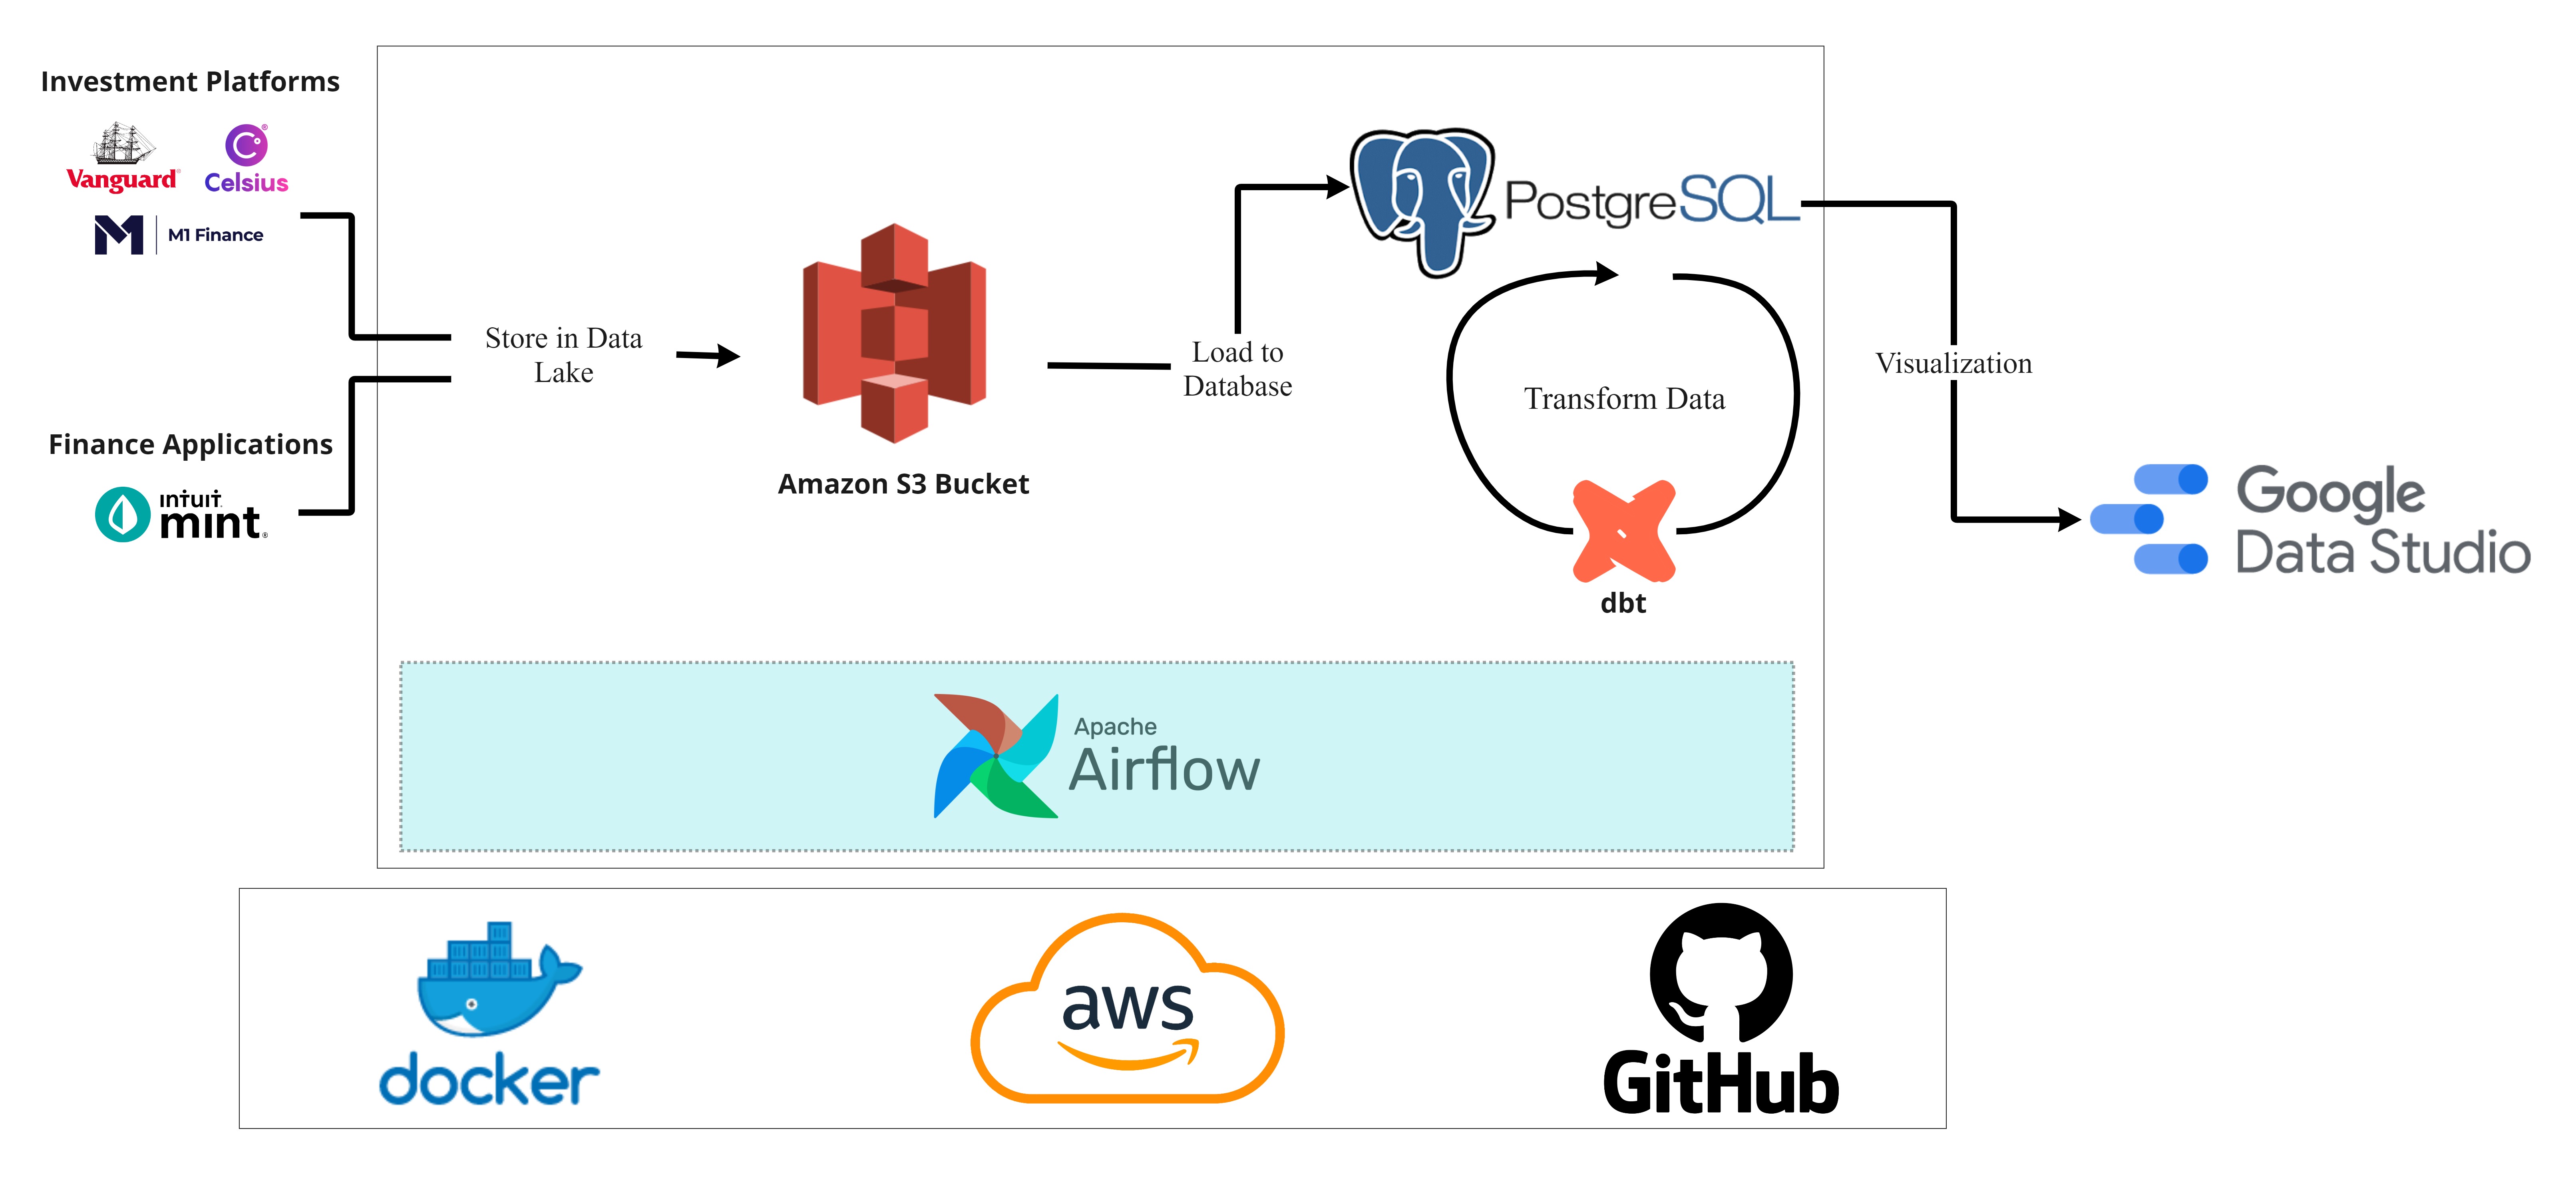 Investment Platforms
Vanguard®
Celsius®
M1 Finance
Finance Applications
intuit
mint®
Store in Data
Lake
Amazon S3 Bucket
Load to
Database
PostgreSQL
Transform Data
dbt
Visualization
Google
Data Studio
Apache
Airflow
docker
aws
GitHub